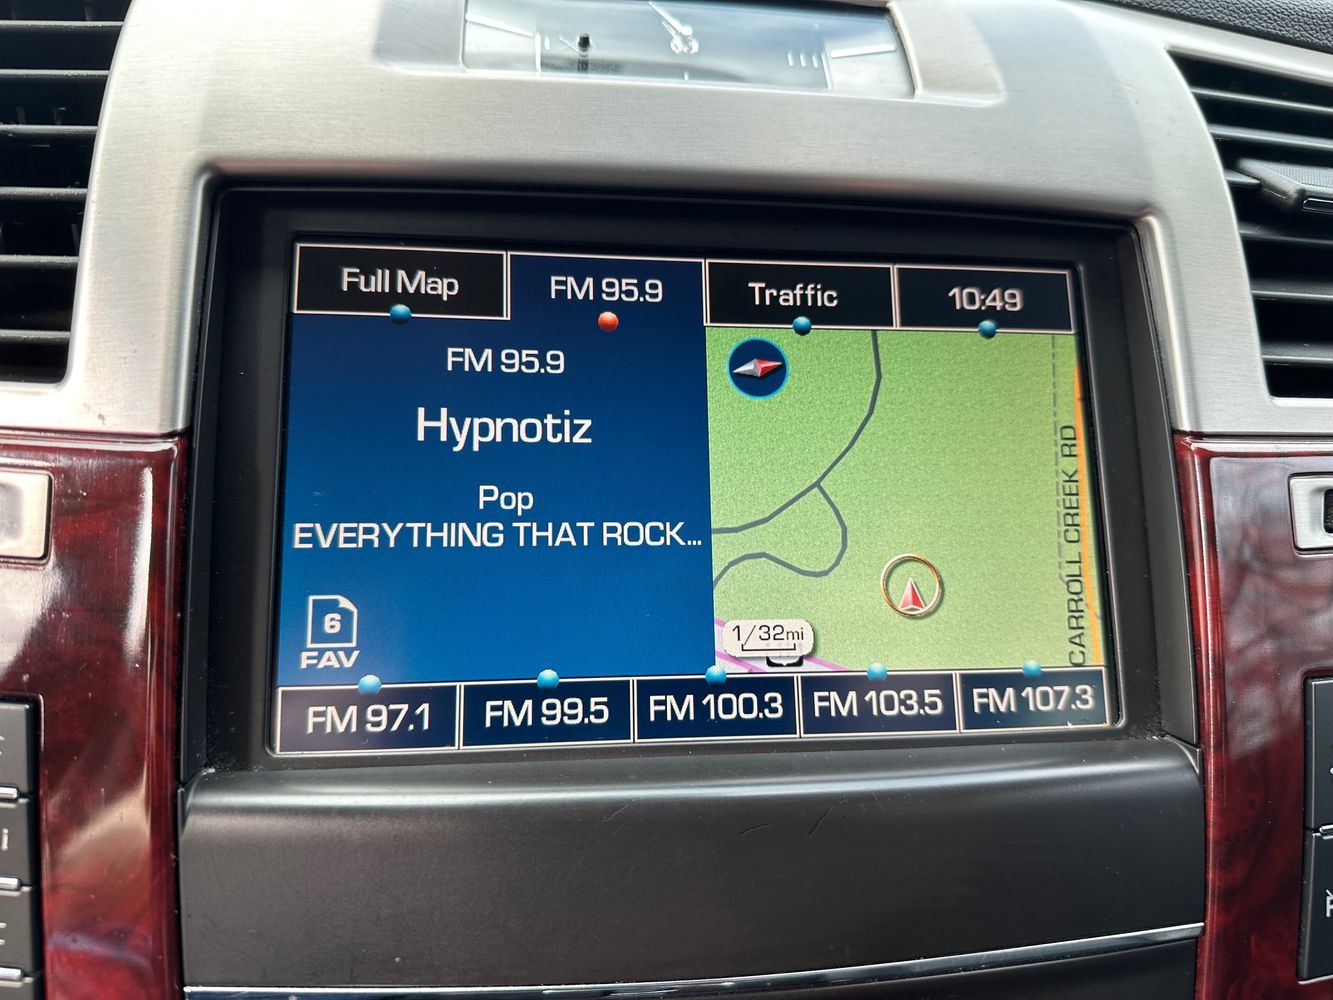 Full Map
FM 95.9
Traffic
10:49
FM 95.9
Hypnotiz
Pop
EVERYTHING THAT ROCK...
6
FAV
1/32mi
CARROLL CREEK RD
FM 97.1
FM 99.5
FM 100.3
FM 103.5
FM 107.3